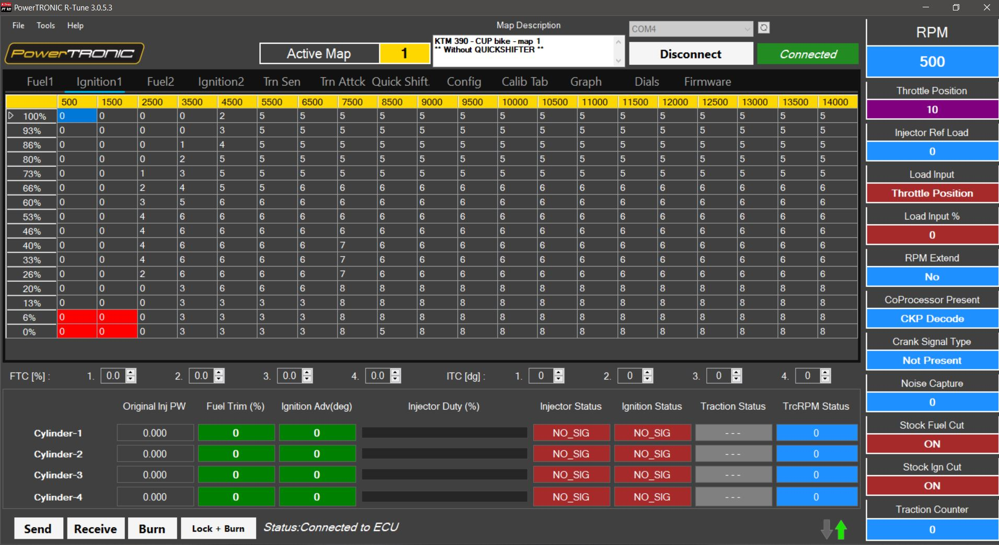 PowerTRONIC R-Tune 3.0.5.3
File Tools Help
PowerTRONIC
Active Map 1
Map Description
KTM 390 - CUP bike - map 1
** Without QUICKSHIFTER **
COM4
Disconnect Connected
Fuel1 Ignition1 Fuel2 Ignition2 Trn Sen Trn Attck Quick Shift. Config Calib Tab Graph Dials Firmware
500 1500 2500 3500 4500 5500 6500 7500 8500 9000 9500 10000 10500 11000 11500 12000 12500 13000 13500 14000
100% 0 0 0 0 2 5 5 5 5 5 5 5 5 5 5 5 5 5 5 5
93% 0 0 0 0 3 5 5 5 5 5 5 5 5 5 5 5 5 5 5 5
86% 0 0 0 1 4 5 5 5 5 5 5 5 5 5 5 5 5 5 5 5
80% 0 0 0 2 5 5 5 5 5 5 5 5 5 5 5 5 5 5 5 5
73% 0 0 1 3 5 5 5 5 5 5 5 5 5 5 5 5 5 5 5 5
66% 0 0 2 4 5 5 6 6 6 6 6 6 6 6 6 6 6 6 6 6
60% 0 0 3 5 6 6 6 6 6 6 6 6 6 6 6 6 6 6 6 6
53% 0 0 4 6 6 6 6 6 6 6 6 6 6 6 6 6 6 6 6 6
46% 0 0 4 6 6 6 6 6 6 6 6 6 6 6 6 6 6 6 6 6
40% 0 0 4 6 6 6 6 7 6 6 6 6 6 6 6 6 6 6 6 6
33% 0 0 4 6 6 6 6 7 6 6 6 6 6 6 6 6 6 6 6 6
26% 0 0 2 6 6 6 6 7 6 6 6 6 6 6 6 6 6 6 6 6
20% 0 0 0 3 6 6 6 8 8 8 8 8 8 8 8 8 8 8 8 8
13% 0 0 0 3 3 3 3 8 8 8 8 8 8 8 8 8 8 8 8 8
6% 0 0 0 3 3 3 3 8 8 8 8 8 8 8 8 8 8 8 8 8
0% 0 0 0 3 3 3 3 8 5 8 8 8 8 8 8 8 8 8 8 8
FTC [%] : 1. 0.0 2. 0.0 3. 0.0 4. 0.0 ITC [dg] : 1. 0 2. 0 3. 0 4. 0
Original Inj PW Fuel Trim (%) Ignition Adv(deg) Injector Duty (%) Injector Status Ignition Status Traction Status TrcRPM Status
Cylinder-1 0.000 0 0 NO_SIG NO_SIG --- 0
Cylinder-2 0.000 0 0 NO_SIG NO_SIG --- 0
Cylinder-3 0.000 0 0 NO_SIG NO_SIG --- 0
Cylinder-4 0.000 0 0 NO_SIG NO_SIG --- 0
Send Receive Burn Lock + Burn Status:Connected to ECU
RPM
500
Throttle Position
10
Injector Ref Load
0
Load Input
Throttle Position
Load Input %
0
RPM Extend
No
CoProcessor Present
CKP Decode
Crank Signal Type
Not Present
Noise Capture
0
Stock Fuel Cut
ON
Stock Ign Cut
ON
Traction Counter
0